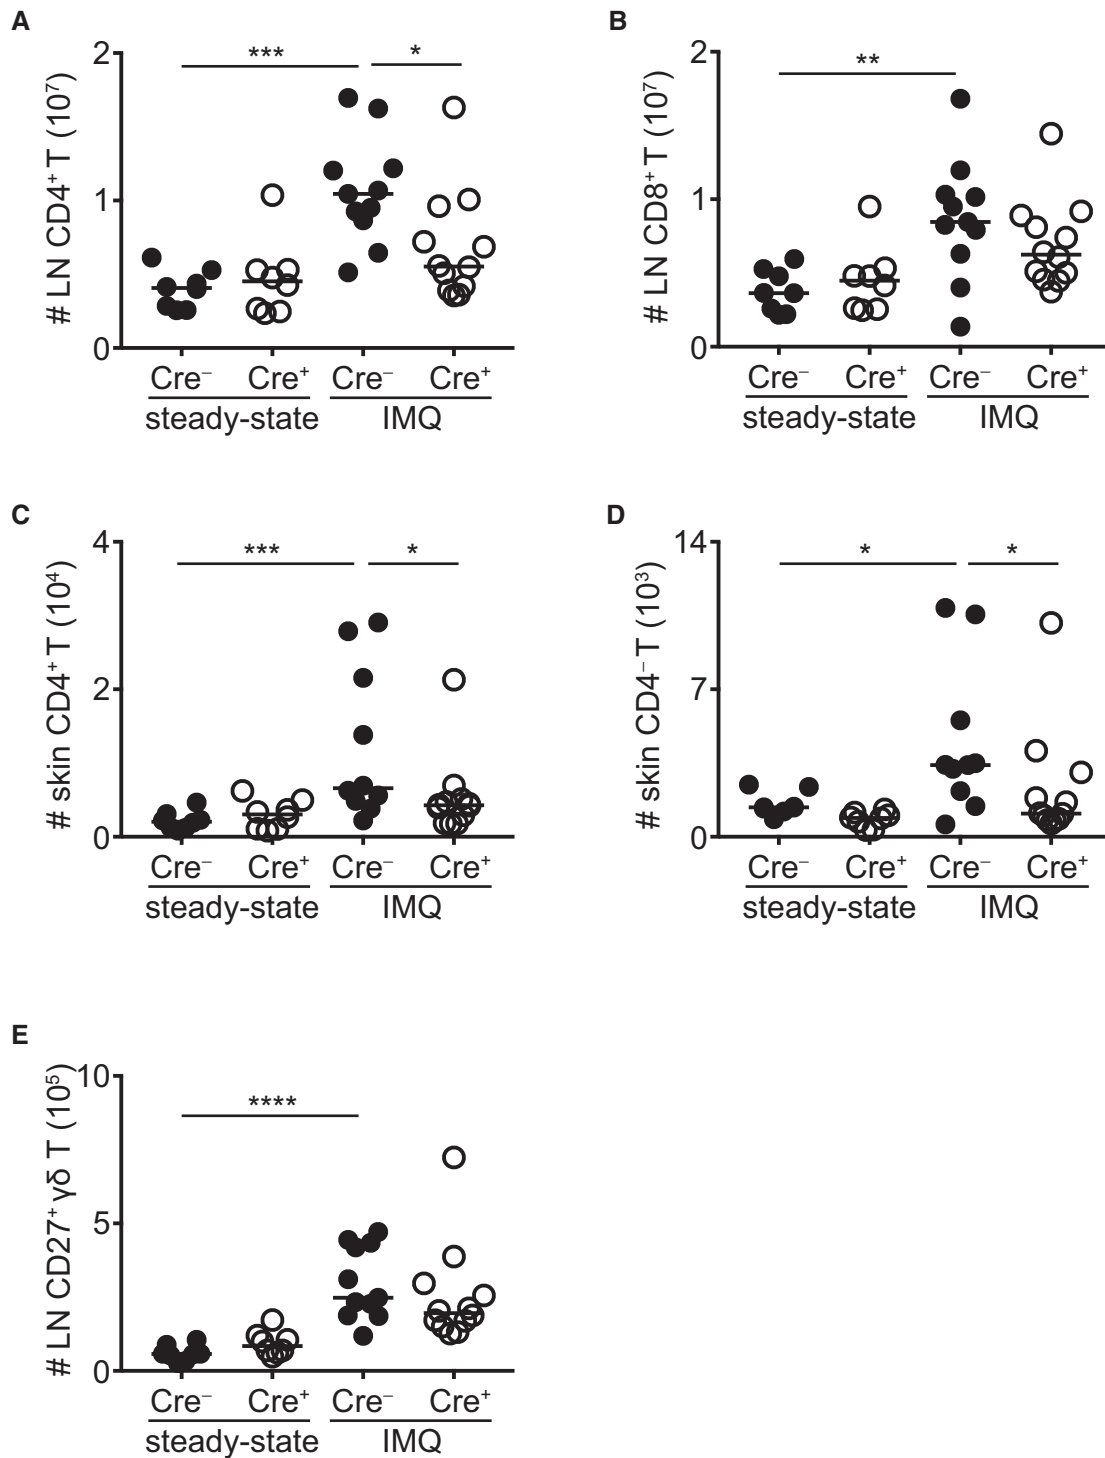 A
# LN CD4⁺ T (10⁷)
2
1
0
***
*
Cre⁻ Cre⁺ Cre⁻ Cre⁺
steady-state IMQ
B
# LN CD8⁺ T (10⁷)
2
1
0
**
Cre⁻ Cre⁺ Cre⁻ Cre⁺
steady-state IMQ
C
# skin CD4⁺ T (10⁴)
4
2
0
***
*
Cre⁻ Cre⁺ Cre⁻ Cre⁺
steady-state IMQ
D
# skin CD4⁻ T (10³)
14
7
0
*
*
Cre⁻ Cre⁺ Cre⁻ Cre⁺
steady-state IMQ
E
# LN CD27⁺ γδ T (10⁵)
10
5
0
****
Cre⁻ Cre⁺ Cre⁻ Cre⁺
steady-state IMQ